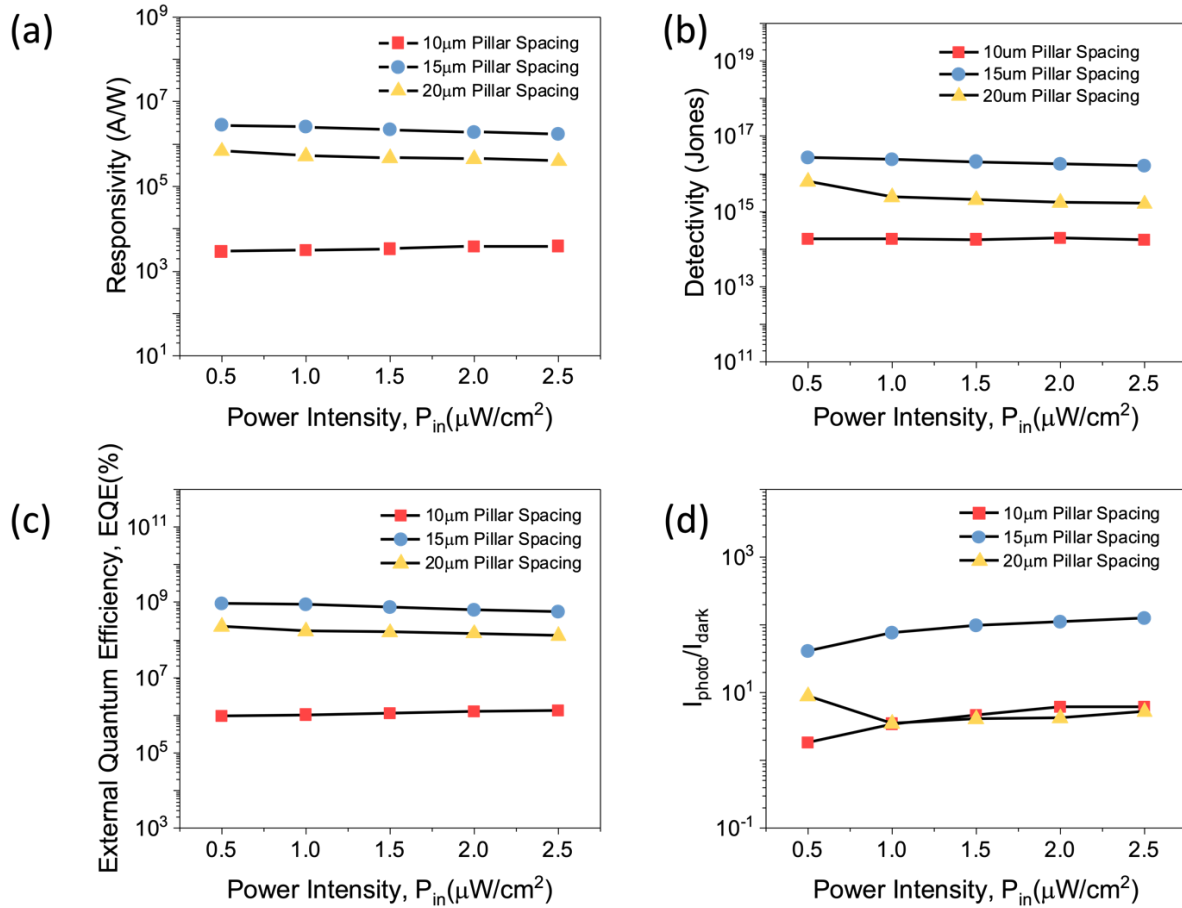 (a)
10⁹
10⁷
10⁵
10³
10¹
Responsivity (A/W)
10μm Pillar Spacing
15μm Pillar Spacing
20μm Pillar Spacing
0.5 1.0 1.5 2.0 2.5
Power Intensity, Pᵢₙ(μW/cm²)
(b)
10¹⁹
10¹⁷
10¹⁵
10¹³
10¹¹
Detectivity (Jones)
10um Pillar Spacing
15um Pillar Spacing
20um Pillar Spacing
0.5 1.0 1.5 2.0 2.5
Power Intensity, Pᵢₙ(μW/cm²)
(c)
10¹¹
10⁹
10⁷
10⁵
10³
External Quantum Efficiency, EQE(%)
10μm Pillar Spacing
15μm Pillar Spacing
20μm Pillar Spacing
0.5 1.0 1.5 2.0 2.5
Power Intensity, Pᵢₙ(μW/cm²)
(d)
10³
10¹
10⁻¹
I_photo/I_dark
10μm Pillar Spacing
15μm Pillar Spacing
20μm Pillar Spacing
0.5 1.0 1.5 2.0 2.5
Power Intensity, Pᵢₙ(μW/cm²)